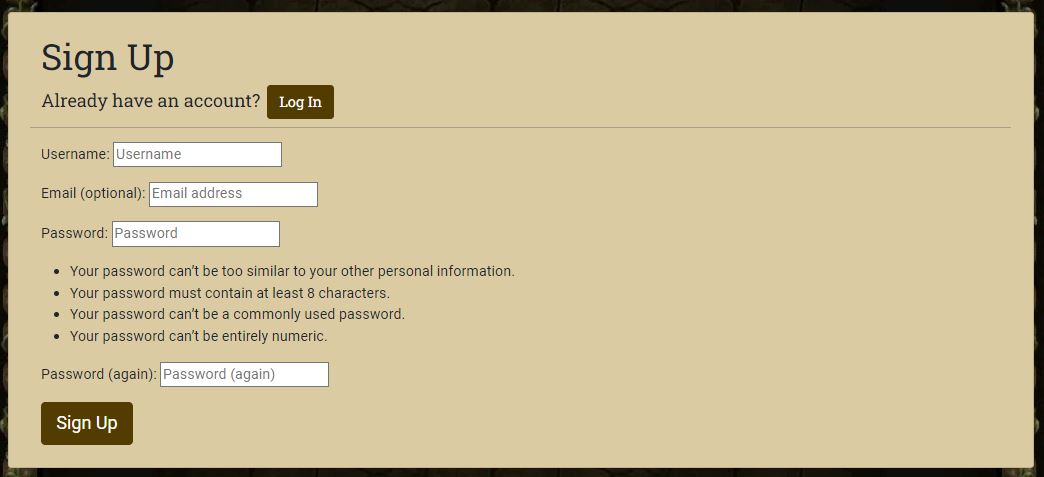 Sign Up
Already have an account? Log In
Username: Username
Email (optional): Email address
Password: Password
• Your password can’t be too similar to your other personal information.
• Your password must contain at least 8 characters.
• Your password can’t be a commonly used password.
• Your password can’t be entirely numeric.
Password (again): Password (again)
Sign Up